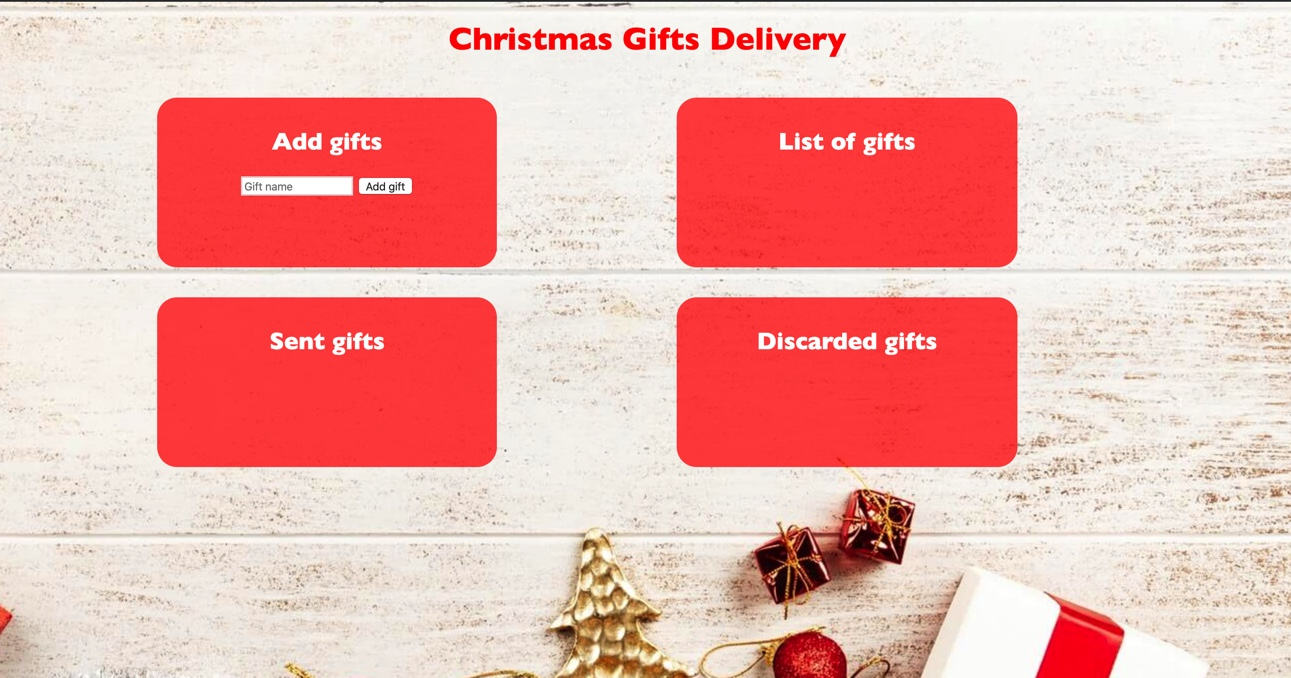 Christmas Gifts Delivery
Add gifts
Gift name
Add gift
List of gifts
Sent gifts
Discarded gifts